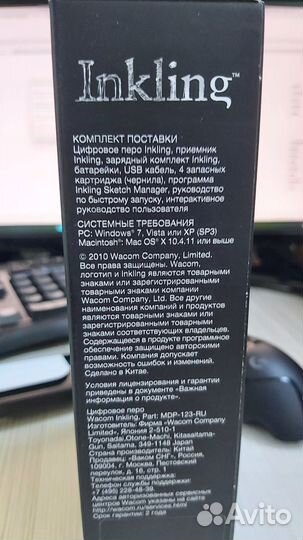 Inkling™
КОМПЛЕКТ ПОСТАВКИ
Цифровое перо Inkling, приемник
Inkling, зарядный комплект Inkling,
батарейки, USB кабель, 4 запасных
картриджа (чернила), программа
Inkling Sketch Manager, руководство
по быстрому запуску, интерактивное
руководство пользователя
СИСТЕМНЫЕ ТРЕБОВАНИЯ
PC: Windows® 7, Vista или XP (SP3)
Macintosh®: Mac OS® X 10.4.11 или выше
© 2010 Wacom Company, Limited.
Все права защищены. Wacom,
логотип и Inkling являются товарными
знаками или зарегистрированными
товарными знаками компании
Wacom Company, Ltd. Все другие
наименования компаний и продуктов
являются товарными знаками или
зарегистрированными товарными
знаками соответствующих владельцев.
Содержащееся в продукте программное
обеспечение защищено авторскими
правами. Компания допускает
возможность ошибок и изменений.
Сделано в Китае.
Условия лицензирования и гарантии
приведены в документе «Важная
информация о продукте».
Цифровое перо
Wacom Inkling, Part: MDP-123-RU
Изготовитель: Фирма «Wacom Company
Limited», Япония 2-510-1
Toyonodai,Otone-Machi, Kitasaitama-
Gun, Saitama, 349-1148 Japan
Страна производитель: Китай
Продавец: «Ваком СНГ», Россия,
109004, г. Москва, Пестовский
переулок, д. 16, стр. 1
Техническая поддержка:
Телефон службы поддержки:
+7 (495) 228-48-39
Адреса авторизованных сервисных
центров Wacom смотрите на
http://wacom.ru/services.html
Срок гарантии: 2 года
Avito